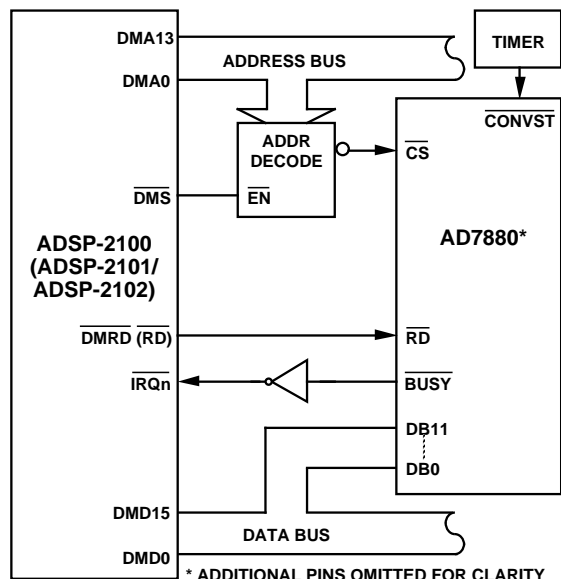 DMA13
ADDRESS BUS
DMA0
TIMER
CONVST
ADDR
DECODE
CS
DMS
EN
ADSP-2100
(ADSP-2101/
ADSP-2102)
AD7880*
DMRD (RD)
RD
IRQn
BUSY
DB11
DB0
DMD15
DATA BUS
DMD0
* ADDITIONAL PINS OMITTED FOR CLARITY